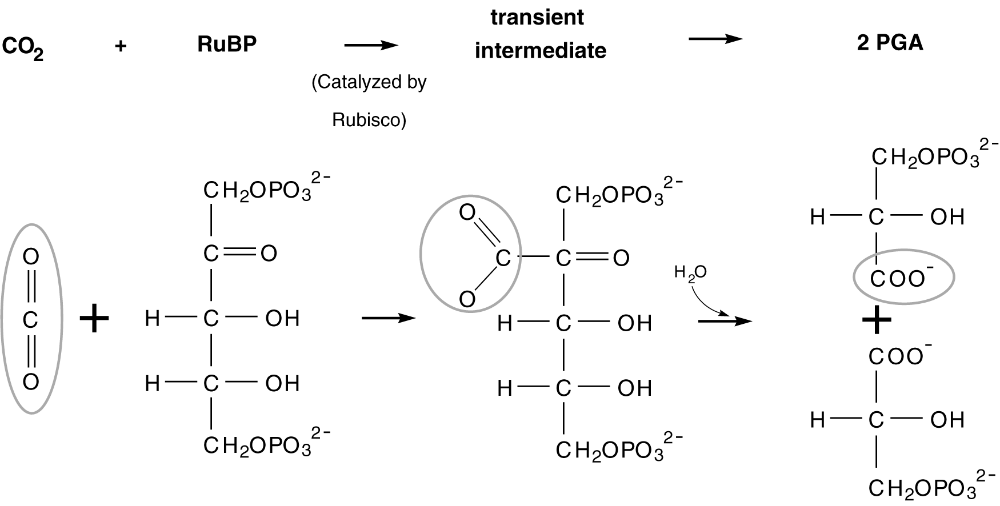 CO2 + RuBP transient intermediate 2 PGA
(Catalyzed by
Rubisco)
O
C
O
+
CH2OPO3 2-
C O
H C OH
H C OH
CH2OPO3 2-
O
C
O
CH2OPO3 2-
C O
H C OH
H C OH
CH2OPO3 2-
H2O
CH2OPO3 2-
H C OH
COO-
+
COO-
H C OH
CH2OPO3 2-